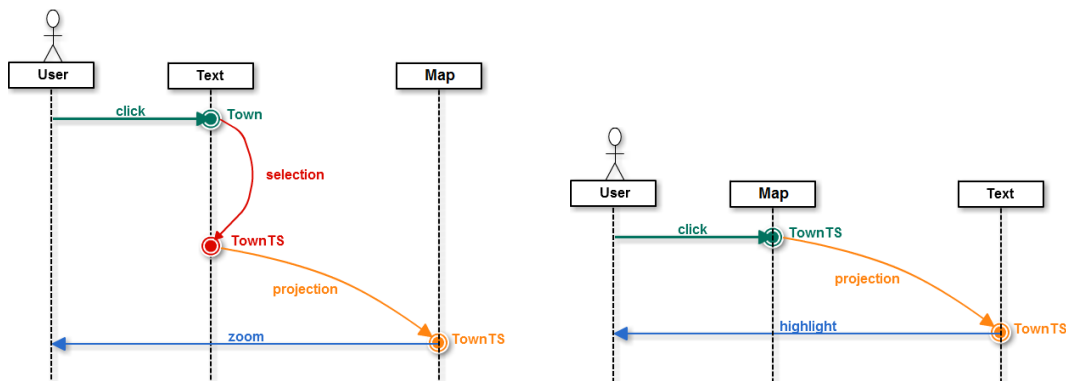 User
Text
Map
click
Town
selection
TownTS
projection
zoom
TownTS
User
Map
Text
click
TownTS
projection
highlight
TownTS